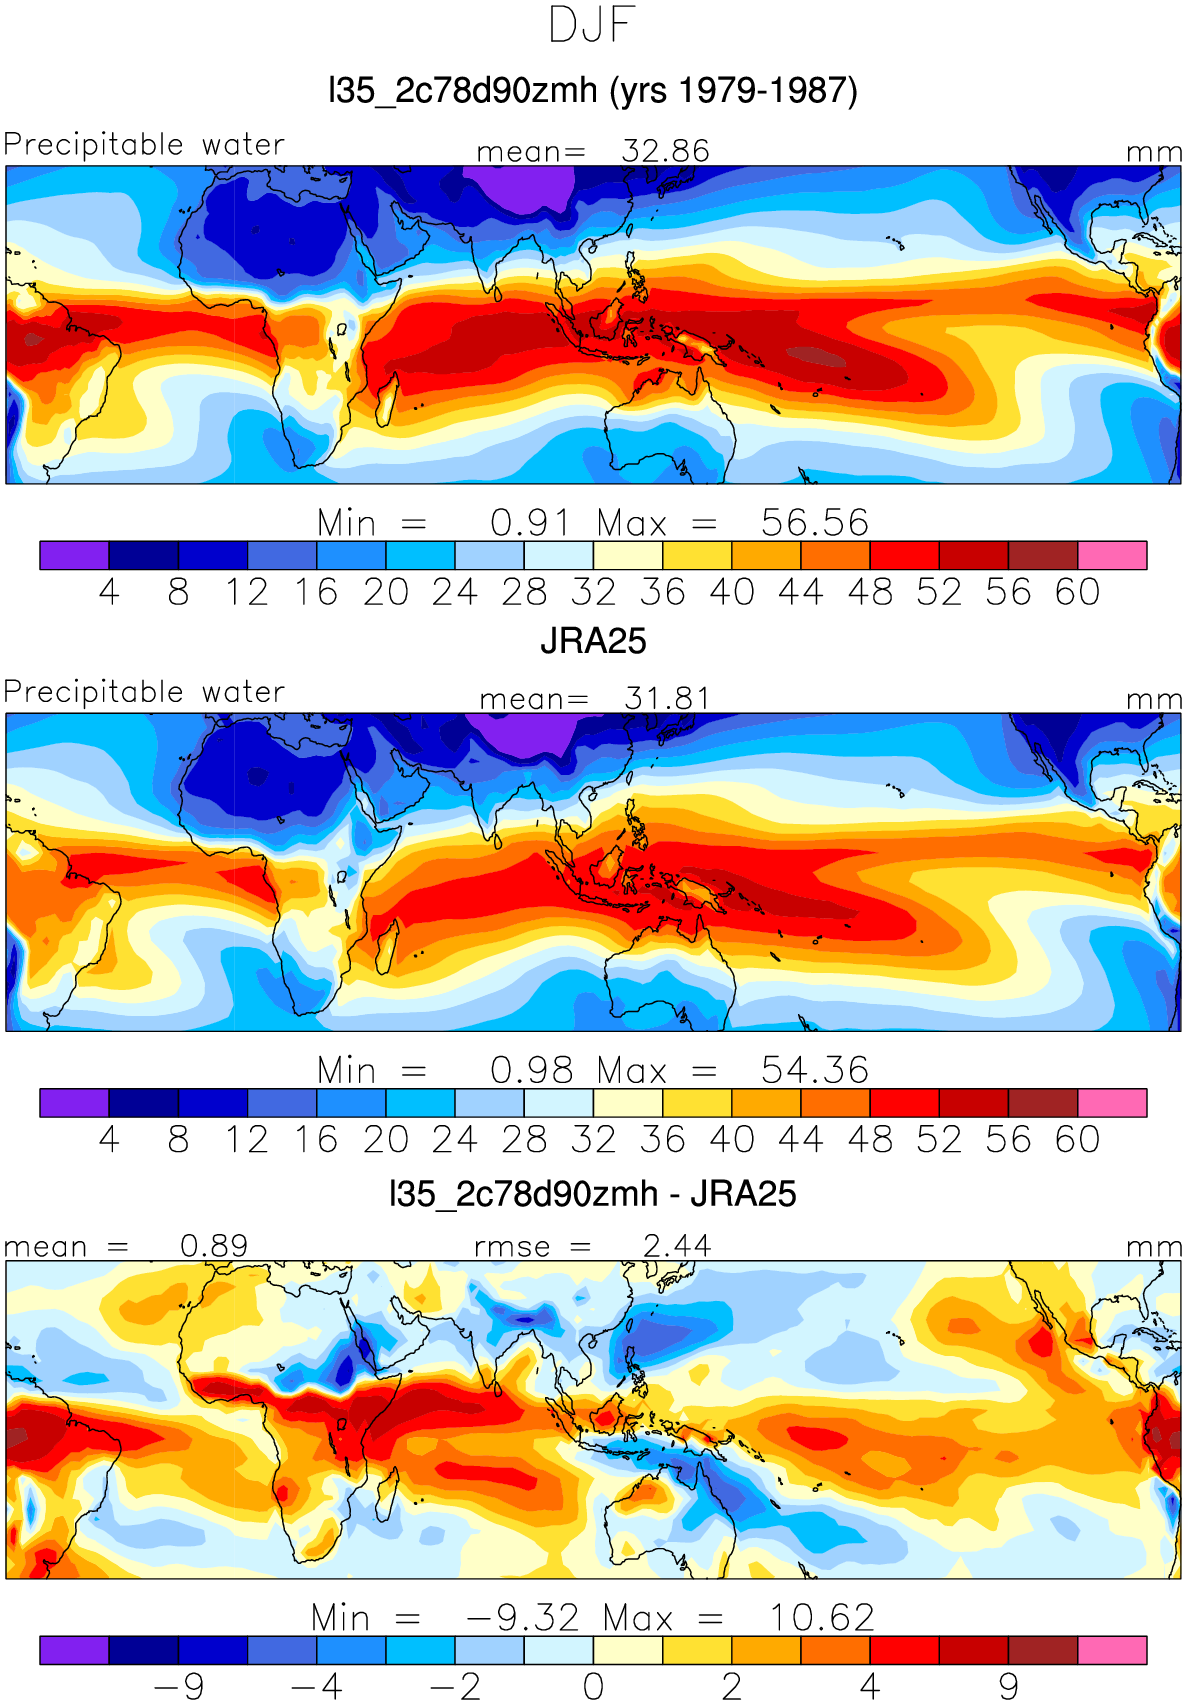 DJF
l35_2c78d90zmh (yrs 1979-1987)
Precipitable water mean= 32.86 mm
Min = 0.91 Max = 56.56
4 8 12 16 20 24 28 32 36 40 44 48 52 56 60
JRA25
Precipitable water mean= 31.81 mm
Min = 0.98 Max = 54.36
4 8 12 16 20 24 28 32 36 40 44 48 52 56 60
l35_2c78d90zmh - JRA25
mean = 0.89 rmse = 2.44 mm
Min = −9.32 Max = 10.62
−9 −4 −2 0 2 4 9